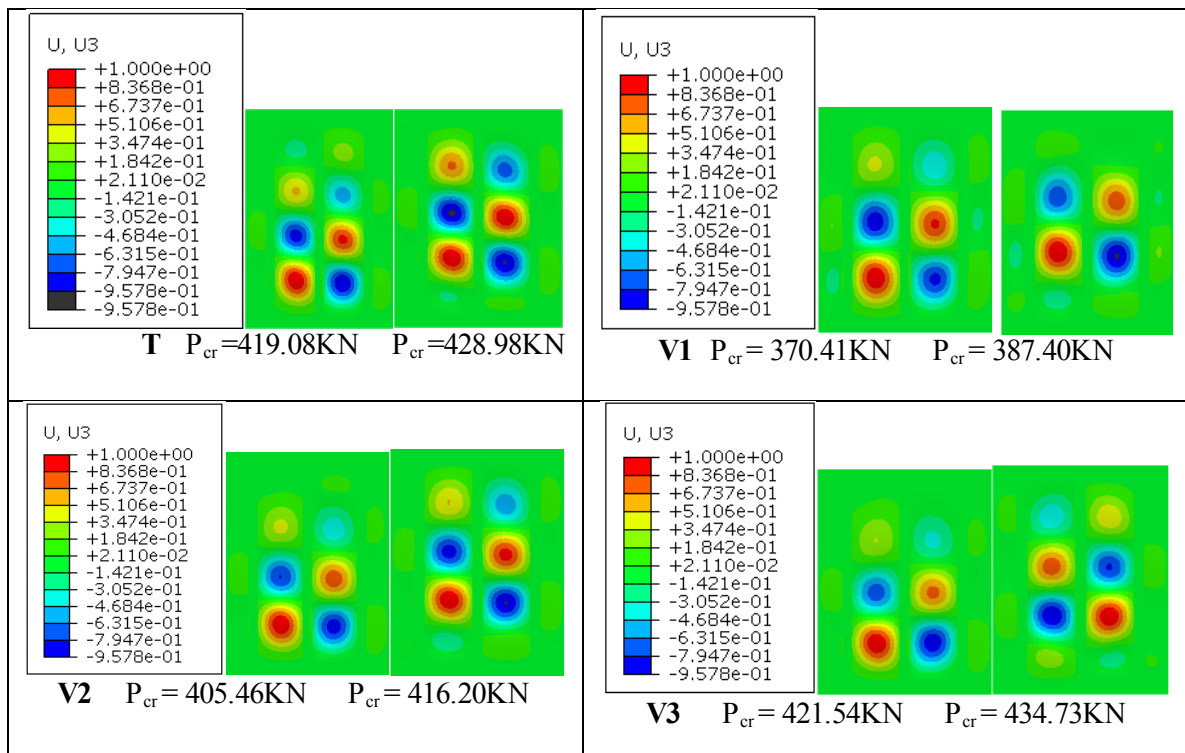 U, U3
+1.000e+00
+8.368e-01
+6.737e-01
+5.106e-01
+3.474e-01
+1.842e-01
+2.110e-02
-1.421e-01
-3.052e-01
-4.684e-01
-6.315e-01
-7.947e-01
-9.578e-01
-9.578e-01
T P_cr =419.08KN P_cr =428.98KN
U, U3
+1.000e+00
+8.368e-01
+6.737e-01
+5.106e-01
+3.474e-01
+1.842e-01
+2.110e-02
-1.421e-01
-3.052e-01
-4.684e-01
-6.315e-01
-7.947e-01
-9.578e-01
V1 P_cr = 370.41KN P_cr = 387.40KN
U, U3
+1.000e+00
+8.368e-01
+6.737e-01
+5.106e-01
+3.474e-01
+1.842e-01
+2.110e-02
-1.421e-01
-3.052e-01
-4.684e-01
-6.315e-01
-7.947e-01
-9.578e-01
V2 P_cr = 405.46KN P_cr = 416.20KN
U, U3
+1.000e+00
+8.368e-01
+6.737e-01
+5.106e-01
+3.474e-01
+1.842e-01
+2.110e-02
-1.421e-01
-3.052e-01
-4.684e-01
-6.315e-01
-7.947e-01
-9.578e-01
V3 P_cr = 421.54KN P_cr = 434.73KN